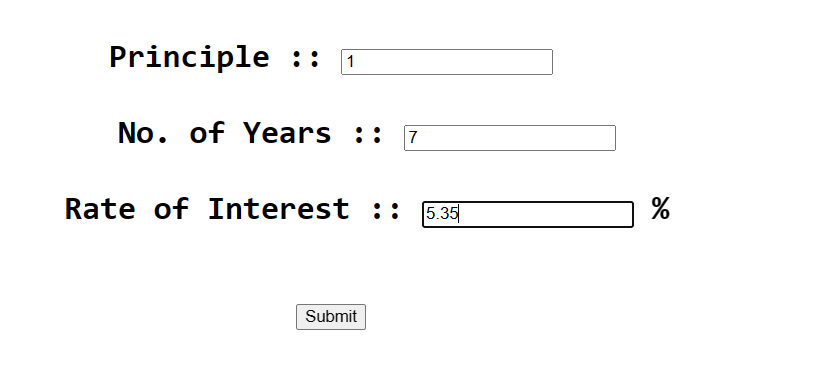 Principle :: 1
No. of Years :: 7
Rate of Interest :: 5.35 %
Submit